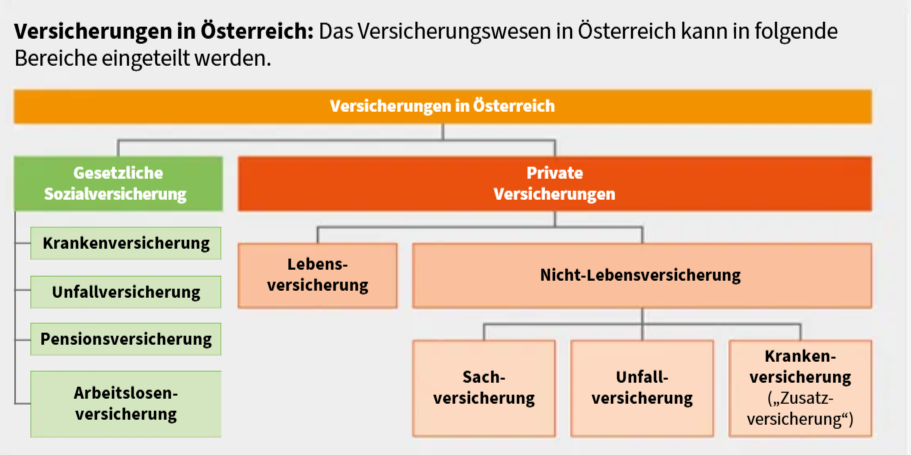 Versicherungen in Österreich: Das Versicherungswesen in Österreich kann in folgende
Bereiche eingeteilt werden.
Versicherungen in Österreich
Gesetzliche
Sozialversicherung
Private
Versicherungen
Krankenversicherung
Unfallversicherung
Pensionsversicherung
Arbeitslosen-
versicherung
Lebens-
versicherung
Nicht-Lebensversicherung
Sach-
versicherung
Unfall-
versicherung
Kranken-
versicherung
(„Zusatz-
versicherung“)